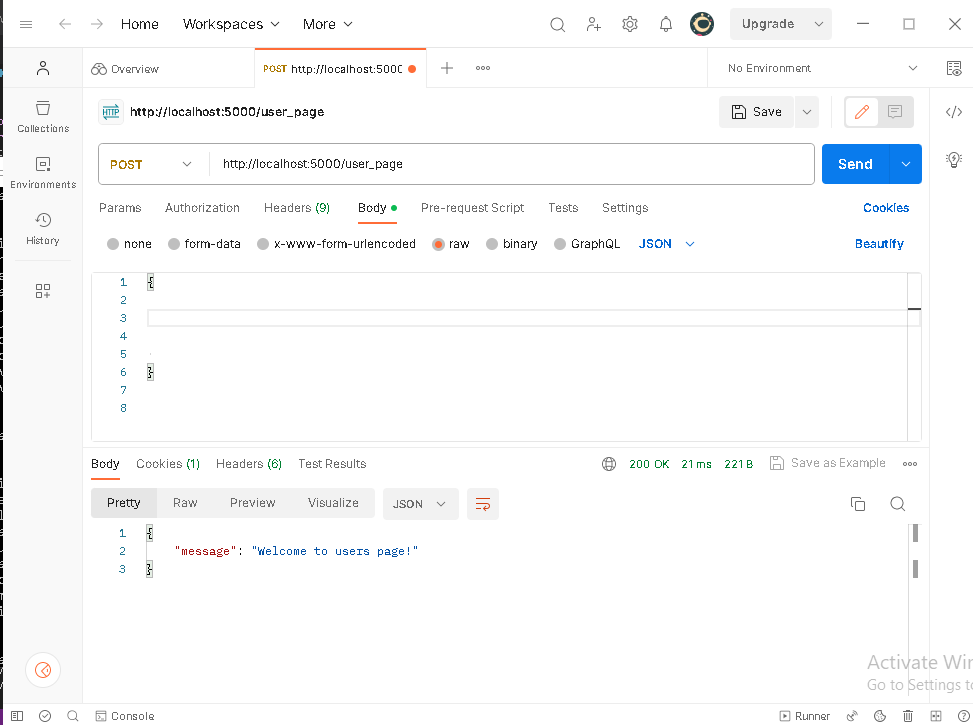 Home Workspaces More Upgrade
Overview POST http://localhost:5000 No Environment
HTTP http://localhost:5000/user_page Save
Collections
POST http://localhost:5000/user_page Send
Environments
Params Authorization Headers (9) Body Pre-request Script Tests Settings Cookies
History
none form-data x-www-form-urlencoded raw binary GraphQL JSON Beautify
1 {
2
3
4
5
6 }
7
8
Body Cookies (1) Headers (6) Test Results 200 OK 21 ms 221 B Save as Example
Pretty Raw Preview Visualize JSON
1 {
2 "message": "Welcome to users page!"
3 }
Activate Win
Go to Settings to
Console Runner